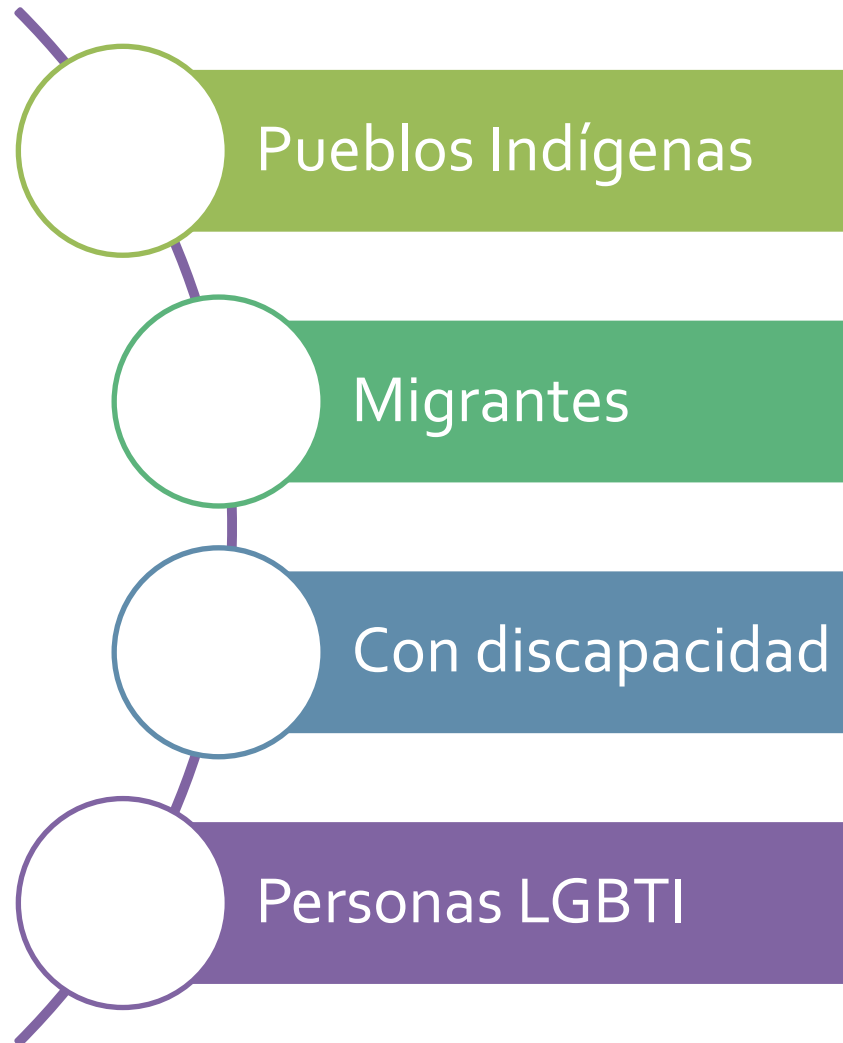 Pueblos Indígenas
Migrantes
Con discapacidad
Personas LGBTI